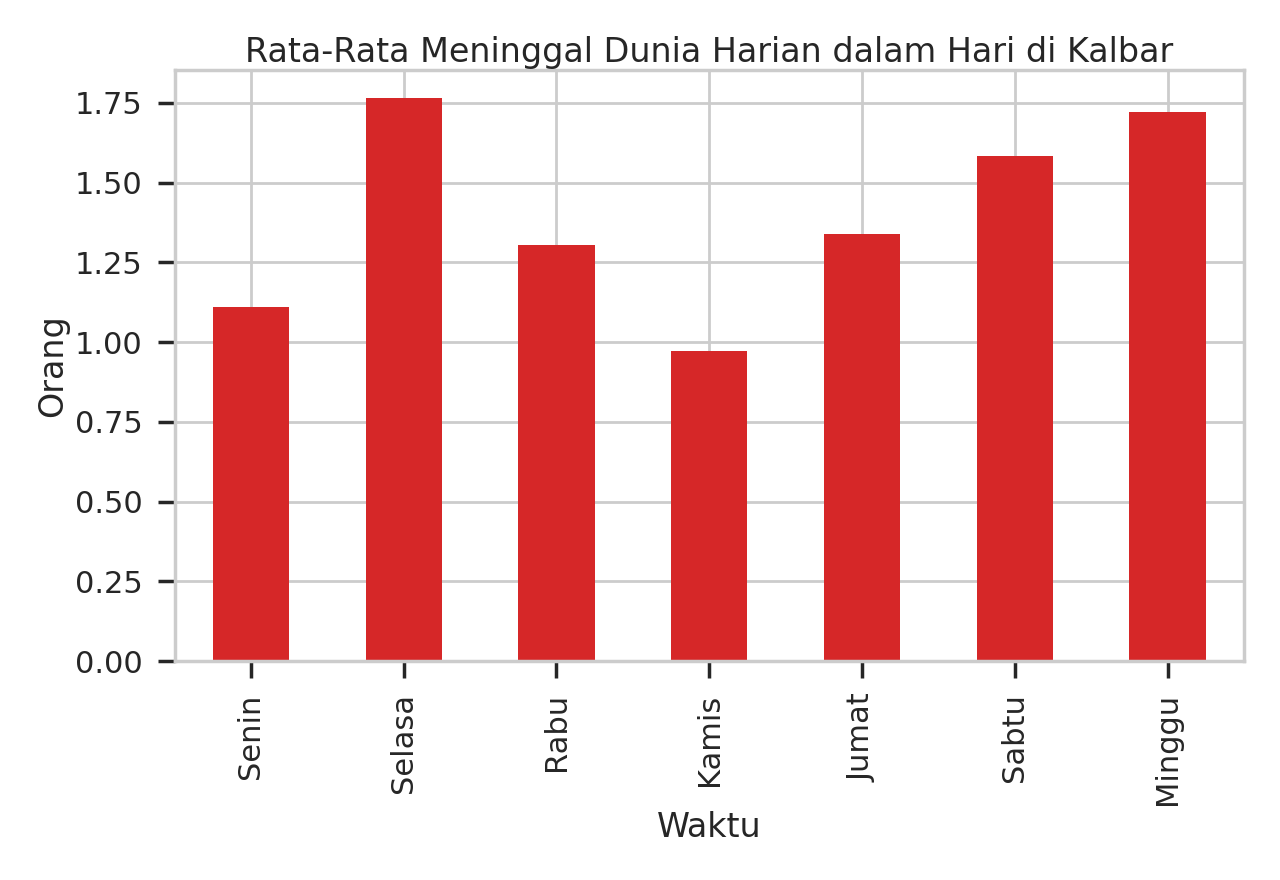 Rata-Rata Meninggal Dunia Harian dalam Hari di Kalbar
1.75
1.50
1.25
1.00
0.75
0.50
0.25
0.00
Orang
Senin
Selasa
Rabu
Kamis
Jumat
Sabtu
Minggu
Waktu